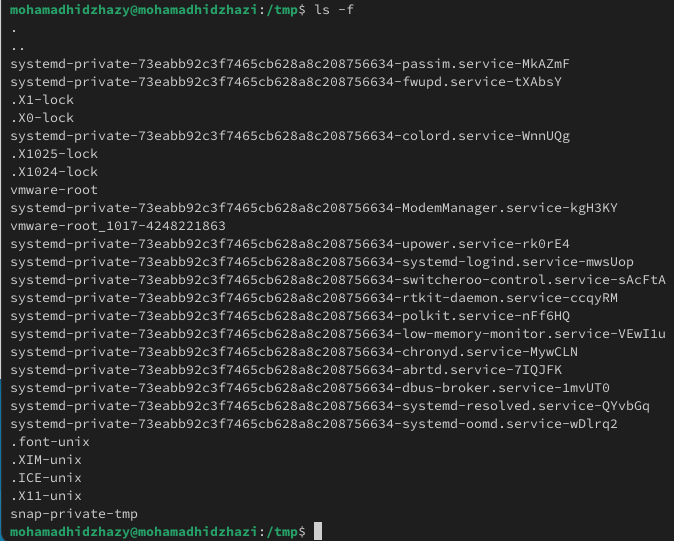 mohamadhidzhazy@mohamadhidzhazi:/tmp$ ls -f
.
..
systemd-private-73eabb92c3f7465cb628a8c208756634-passim.service-MkAZmF
systemd-private-73eabb92c3f7465cb628a8c208756634-fwupd.service-tXAbsY
.X1-lock
.X0-lock
systemd-private-73eabb92c3f7465cb628a8c208756634-colord.service-WnnUQg
.X1025-lock
.X1024-lock
vmware-root
systemd-private-73eabb92c3f7465cb628a8c208756634-ModemManager.service-kgH3KY
vmware-root_1017-4248221863
systemd-private-73eabb92c3f7465cb628a8c208756634-upower.service-rk0rE4
systemd-private-73eabb92c3f7465cb628a8c208756634-systemd-logind.service-mwsUop
systemd-private-73eabb92c3f7465cb628a8c208756634-switcheroo-control.service-sAcFtA
systemd-private-73eabb92c3f7465cb628a8c208756634-rtkit-daemon.service-ccqyRM
systemd-private-73eabb92c3f7465cb628a8c208756634-polkit.service-nFf6HQ
systemd-private-73eabb92c3f7465cb628a8c208756634-low-memory-monitor.service-VEwI1u
systemd-private-73eabb92c3f7465cb628a8c208756634-chronyd.service-MywCLN
systemd-private-73eabb92c3f7465cb628a8c208756634-abrtd.service-7IQJFK
systemd-private-73eabb92c3f7465cb628a8c208756634-dbus-broker.service-1mvUT0
systemd-private-73eabb92c3f7465cb628a8c208756634-systemd-resolved.service-QYvbGq
systemd-private-73eabb92c3f7465cb628a8c208756634-systemd-oomd.service-wDlrq2
.font-unix
.XIM-unix
.ICE-unix
.X11-unix
snap-private-tmp
mohamadhidzhazy@mohamadhidzhazi:/tmp$